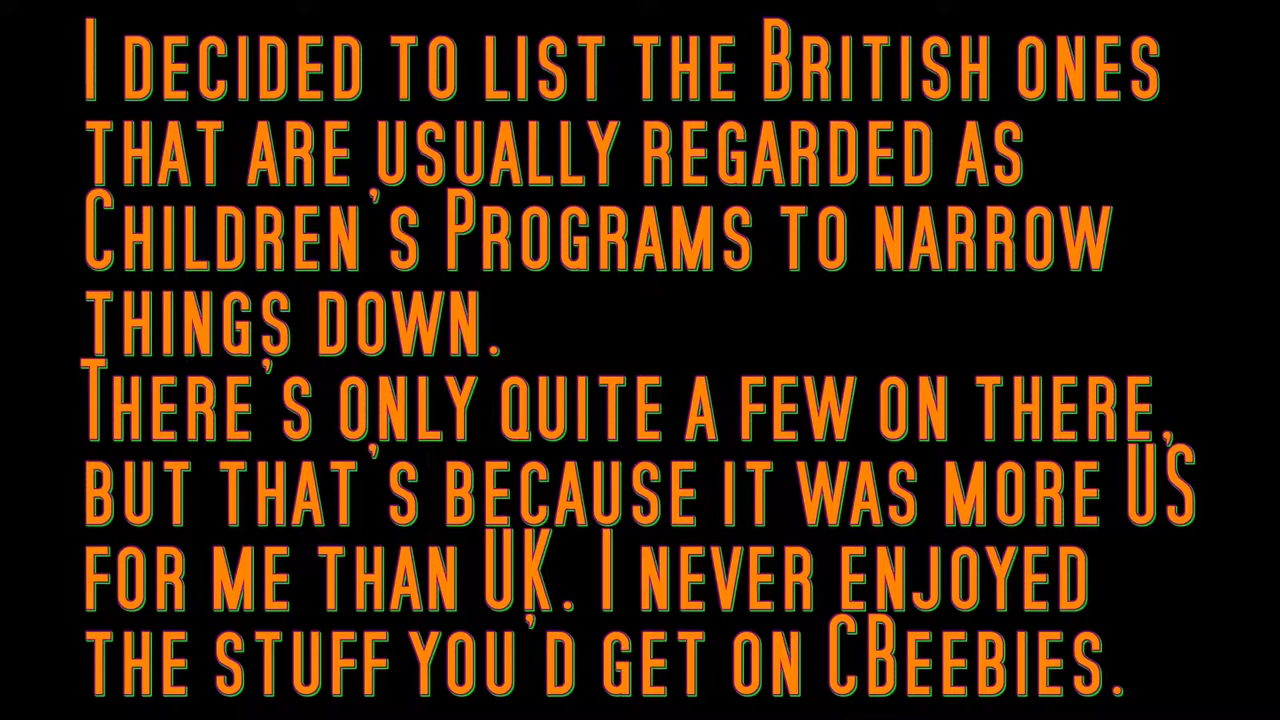 I decided to list the British ones
that are usually regarded as
Children's Programs to narrow
things down.
There's only quite a few on there,
but that's because it was more US
for me than UK. I never enjoyed
the stuff you'd get on CBeebies.